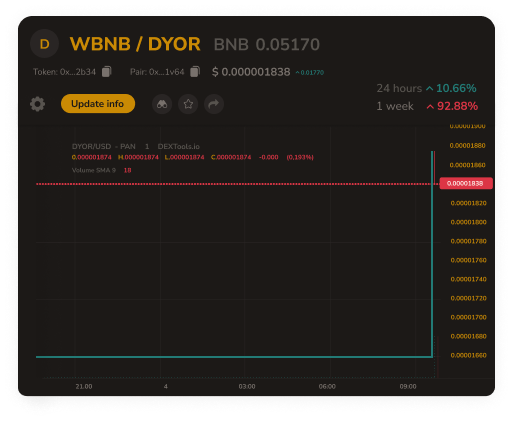 D WBNB / DYOR BNB 0.05170
Token: 0x...2b34 Pair: 0x...1v64 $ 0.000001838 0.01770
24 hours 10.66%
Update info 1 week 92.88%
0.00001900
DYOR/USD – PAN 1 DEXTools.io 0.00001880
O.000001874 H.000001874 L.000001874 C.000001874 -0.000 (0.193%)
0.00001860
Volume SMA 9 18
0.00001838
0.00001820
0.00001800
0.00001780
0.00001760
0.00001740
0.00001720
0.00001700
0.00001680
0.00001660
21:00 4 03:00 06:00 09:00